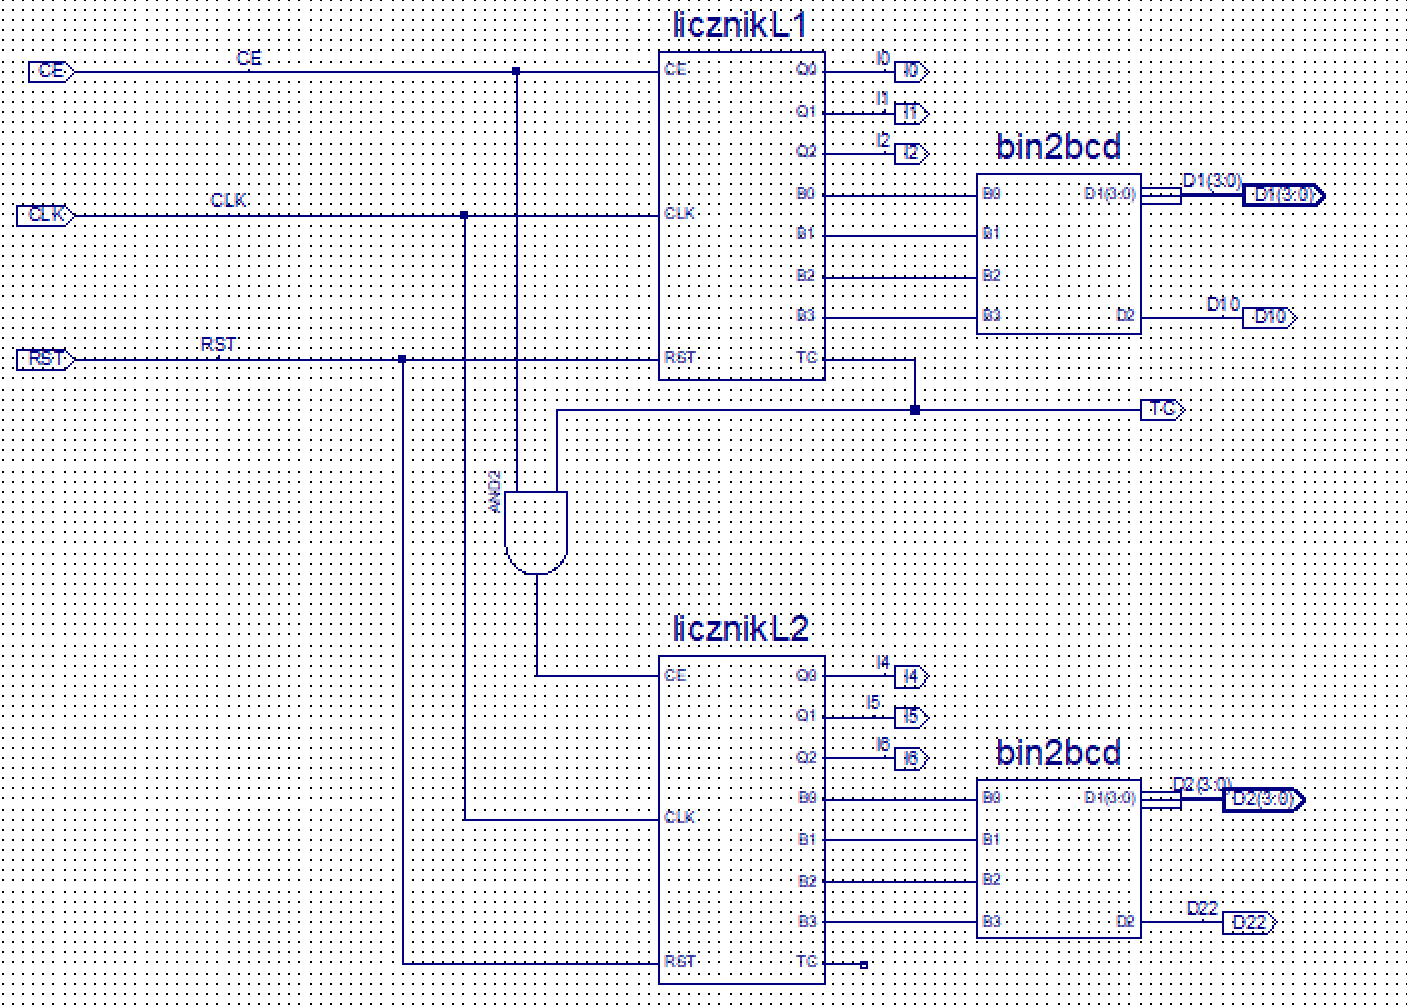 licznikL1
CE
CE
CE
Q0
I0
I0
Q1
I1
I1
Q2
I2
I2
bin2bcd
CLK
CLK
CLK
B0
B0
D1(3:0)
D1(3:0)
D1(3:0)
B1
B1
B2
B2
B3
B3
D2
D10
D10
RST
RST
RST
TC
TC
AND2
licznikL2
CE
Q0
I4
I4
Q1
I5
I5
Q2
I6
I6
bin2bcd
B0
B0
D1(3:0)
D2(3:0)
D2(3:0)
CLK
B1
B1
B2
B2
B3
B3
D2
D22
D22
RST
TC